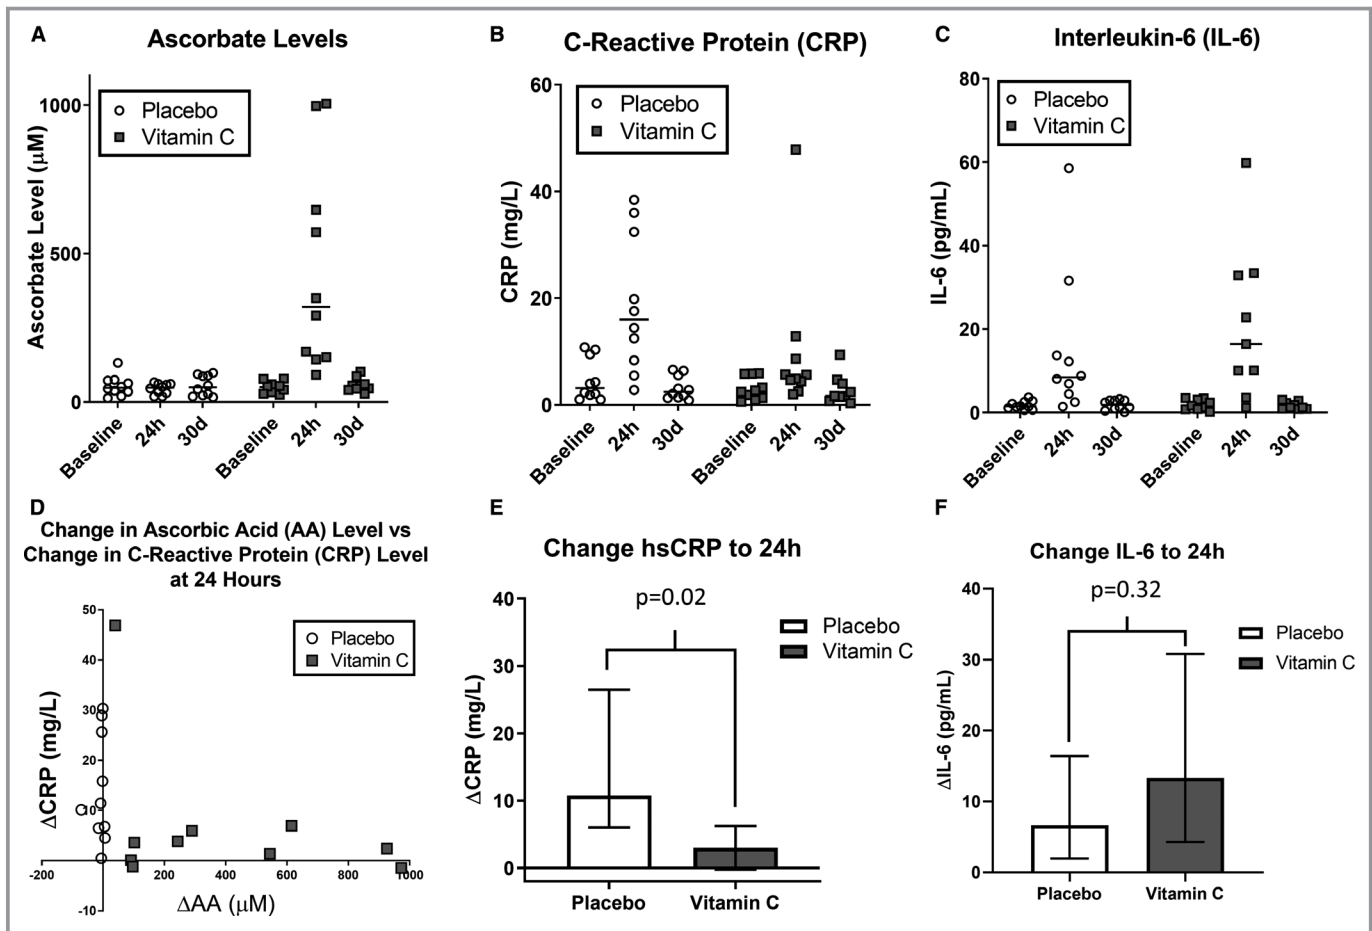 A
Ascorbate Levels
Ascorbate Level (μM)
1000
500
0
Placebo
Vitamin C
Baseline
24h
30d
Baseline
24h
30d
B
C-Reactive Protein (CRP)
CRP (mg/L)
60
40
20
0
Placebo
Vitamin C
Baseline
24h
30d
Baseline
24h
30d
C
Interleukin-6 (IL-6)
IL-6 (pg/mL)
80
60
40
20
0
Placebo
Vitamin C
Baseline
24h
30d
Baseline
24h
30d
D
Change in Ascorbic Acid (AA) Level vs
Change in C-Reactive Protein (CRP) Level
at 24 Hours
ΔCRP (mg/L)
50
40
30
20
10
-10
Placebo
Vitamin C
-200
200
400
600
800
1000
ΔAA (μM)
E
Change hsCRP to 24h
p=0.02
ΔCRP (mg/L)
40
30
20
10
0
Placebo
Vitamin C
Placebo
Vitamin C
F
Change IL-6 to 24h
p=0.32
ΔIL-6 (pg/mL)
40
30
20
10
0
Placebo
Vitamin C
Placebo
Vitamin C